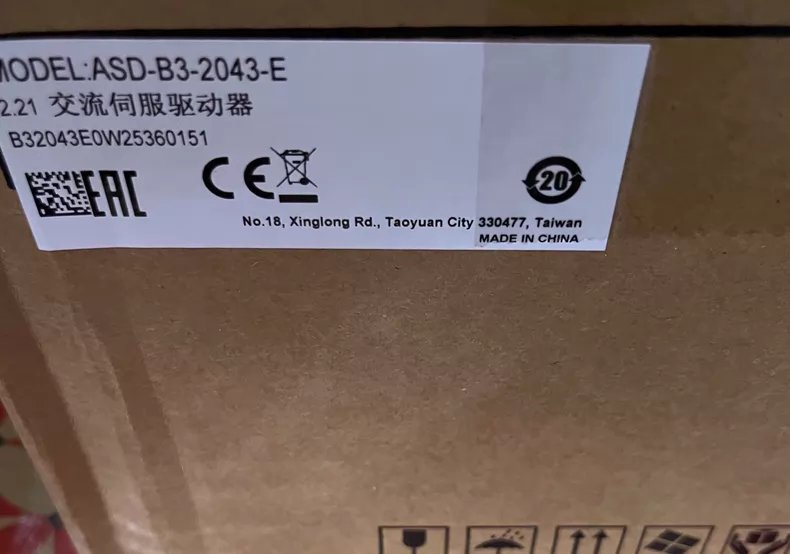 MODEL:ASD-B3-2043-E
2.21 交流伺服驱动器
B32043E0W25360151
EAC CE
20
No.18, Xinglong Rd., Taoyuan City 330477, Taiwan
MADE IN CHINA